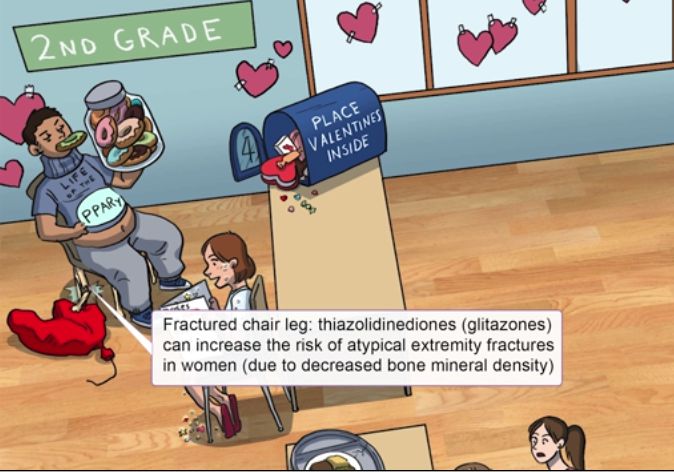 2ND GRADE
PLACE
VALENTINES
INSIDE
4
LIFE
OF THE
PPARγ
Fractured chair leg: thiazolidinediones (glitazones)
can increase the risk of atypical extremity fractures
in women (due to decreased bone mineral density)